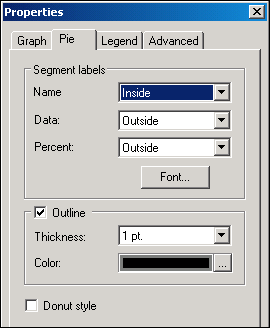 Properties
Graph Pie Legend Advanced
Segment labels
Name Inside
Data: Outside
Percent: Outside
Font...
Outline
Thickness: 1 pt.
Color: ...
Donut style